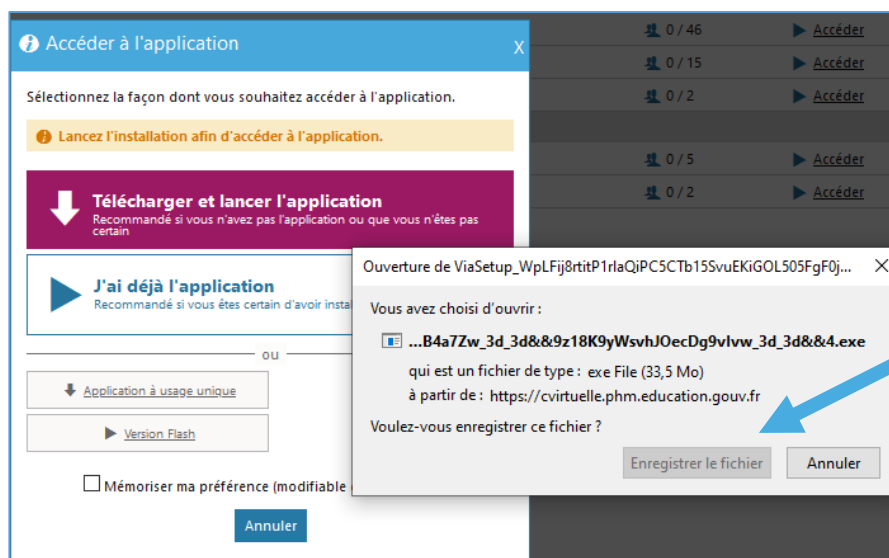 Accéder à l'application
X
Sélectionnez la façon dont vous souhaitez accéder à l'application.
Lancez l'installation afin d'accéder à l'application.
Télécharger et lancer l'application
Recommandé si vous n'avez pas l'application ou que vous n'êtes pas
certain
J'ai déjà l'application
Recommandé si vous êtes certain d'avoir instal
ou
Application à usage unique
Version Flash
Mémoriser ma préférence (modifiable
Annuler
0 / 46 Accéder
0 / 15 Accéder
0 / 2 Accéder
0 / 5 Accéder
0 / 2 Accéder
Ouverture de ViaSetup_WpLFij8rtitP1rIaQiPC5CTb15SvuEKiGOL505FgF0j...
Vous avez choisi d'ouvrir :
...B4a7Zw_3d_3d&&9z18K9yWsvhJOecDg9vIvw_3d_3d&&4.exe
qui est un fichier de type : exe File (33,5 Mo)
à partir de : https://cvirtuelle.phm.education.gouv.fr
Voulez-vous enregistrer ce fichier ?
Enregistrer le fichier
Annuler